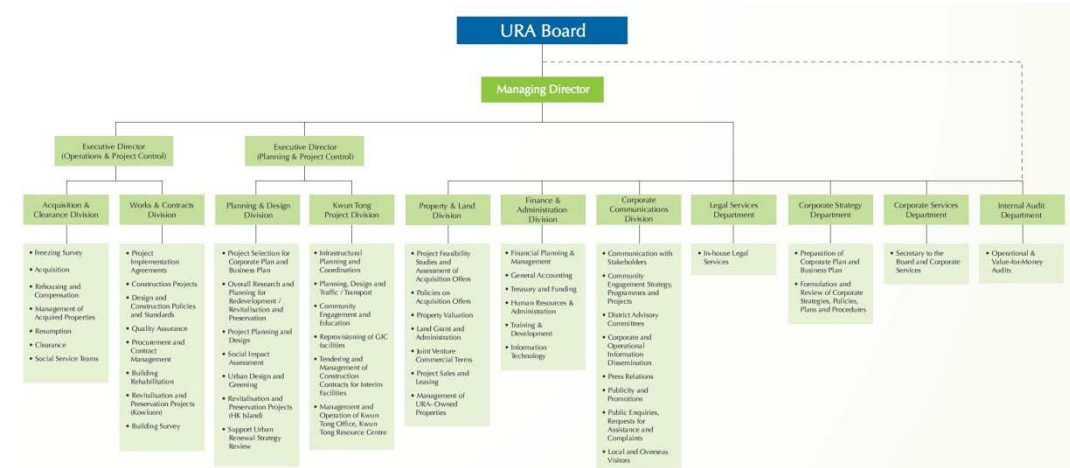 URA Board
Managing Director
Executive Director
(Operations & Project Control)
Executive Director
(Planning & Project Control)
Acquisition &
Clearance Division
• Freezing Survey
• Acquisition
• Rehousing and
Compensation
• Management of
Acquired Properties
• Resumption
• Clearance
• Social Service Teams
Works & Contracts
Division
• Project
Implementation
Agreements
• Construction Projects
• Design and
Construction Policies
and Standards
• Quality Assurance
• Procurement and
Contract
Management
• Building
Rehabilitation
• Revitalisation and
Preservation Projects
(Kowloon)
• Building Survey
Planning & Design
Division
• Project Selection for
Corporate Plan and
Business Plan
• Overall Research and
Planning for
Redevelopment /
Revitalisation and
Preservation
• Project Planning and
Design
• Social Impact
Assessment
• Urban Design and
Greening
• Revitalisation and
Preservation Projects
(HK Island)
• Support Urban
Renewal Strategy
Review
Kwun Tong
Project Division
• Infrastructural
Planning and
Coordination
• Planning, Design and
Traffic / Transport
• Community
Engagement and
Education
• Reprovisioning of GIC
facilities
• Tendering and
Management of
Construction
Contracts for Interim
Facilities
• Management and
Operation of Kwun
Tong Office, Kwun
Tong Resource Centre
Property & Land
Division
• Project Feasibility
Studies and
Assessment of
Acquisition Offers
• Policies on
Acquisition Offers
• Property Valuation
• Land Grant and
Administration
• Joint Venture
Commercial Terms
• Project Sales and
Leasing
• Management of
URA- Owned
Properties
Finance &
Administration
Division
• Financial Planning &
Management
• General Accounting
• Treasury and Funding
• Human Resources &
Administration
• Training &
Development
• Information
Technology
Corporate
Communications
Division
• Communication with
Stakeholders
• Community
Engagement Strategy,
Programmes and
Projects
• District Advisory
Committees
• Corporate and
Operational
Information
Dissemination
• Press Relations
• Publicity and
Promotions
• Public Enquiries,
Requests for
Assistance and
Complaints
• Local and Overseas
Visitors
Legal Services
Department
• In-house Legal
Services
Corporate Strategy
Department
• Preparation of
Corporate Plan and
Business Plan
• Formulation and
Review of Corporate
Strategies, Policies,
Plans and Procedures
Corporate Services
Department
• Secretary to the
Board and Corporate
Services
Internal Audit
Department
• Operational &
Value-for-Money
Audits